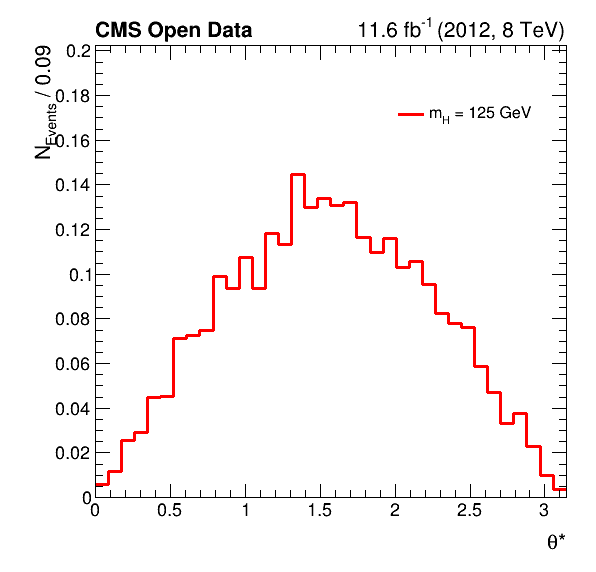 CMS Open Data 11.6 fb⁻¹ (2012, 8 TeV)
N_Events / 0.09
0.2
0.18
0.16
0.14
0.12
0.1
0.08
0.06
0.04
0.02
0
m_H = 125 GeV
0 0.5 1 1.5 2 2.5 3
θ*